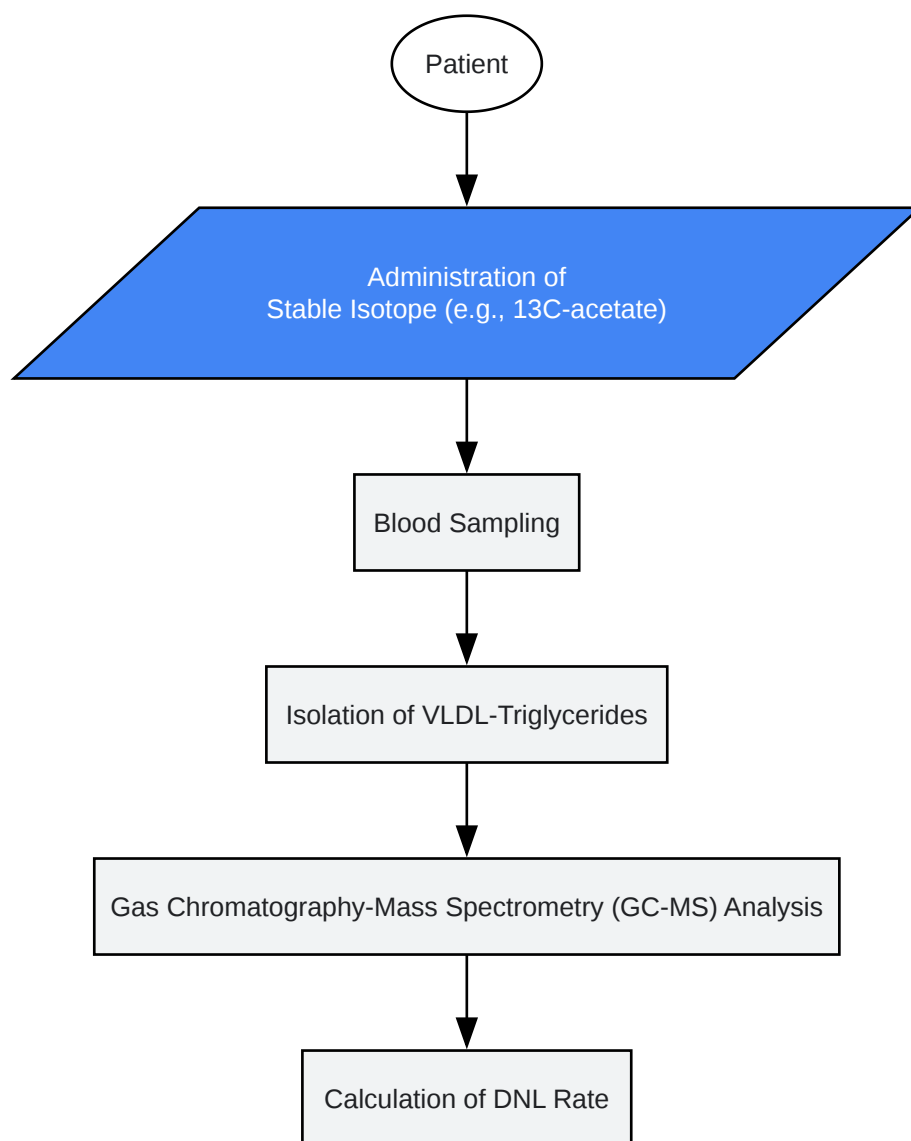 Patient
Administration of
Stable Isotope (e.g., 13C-acetate)
Blood Sampling
Isolation of VLDL-Triglycerides
Gas Chromatography-Mass Spectrometry (GC-MS) Analysis
Calculation of DNL Rate